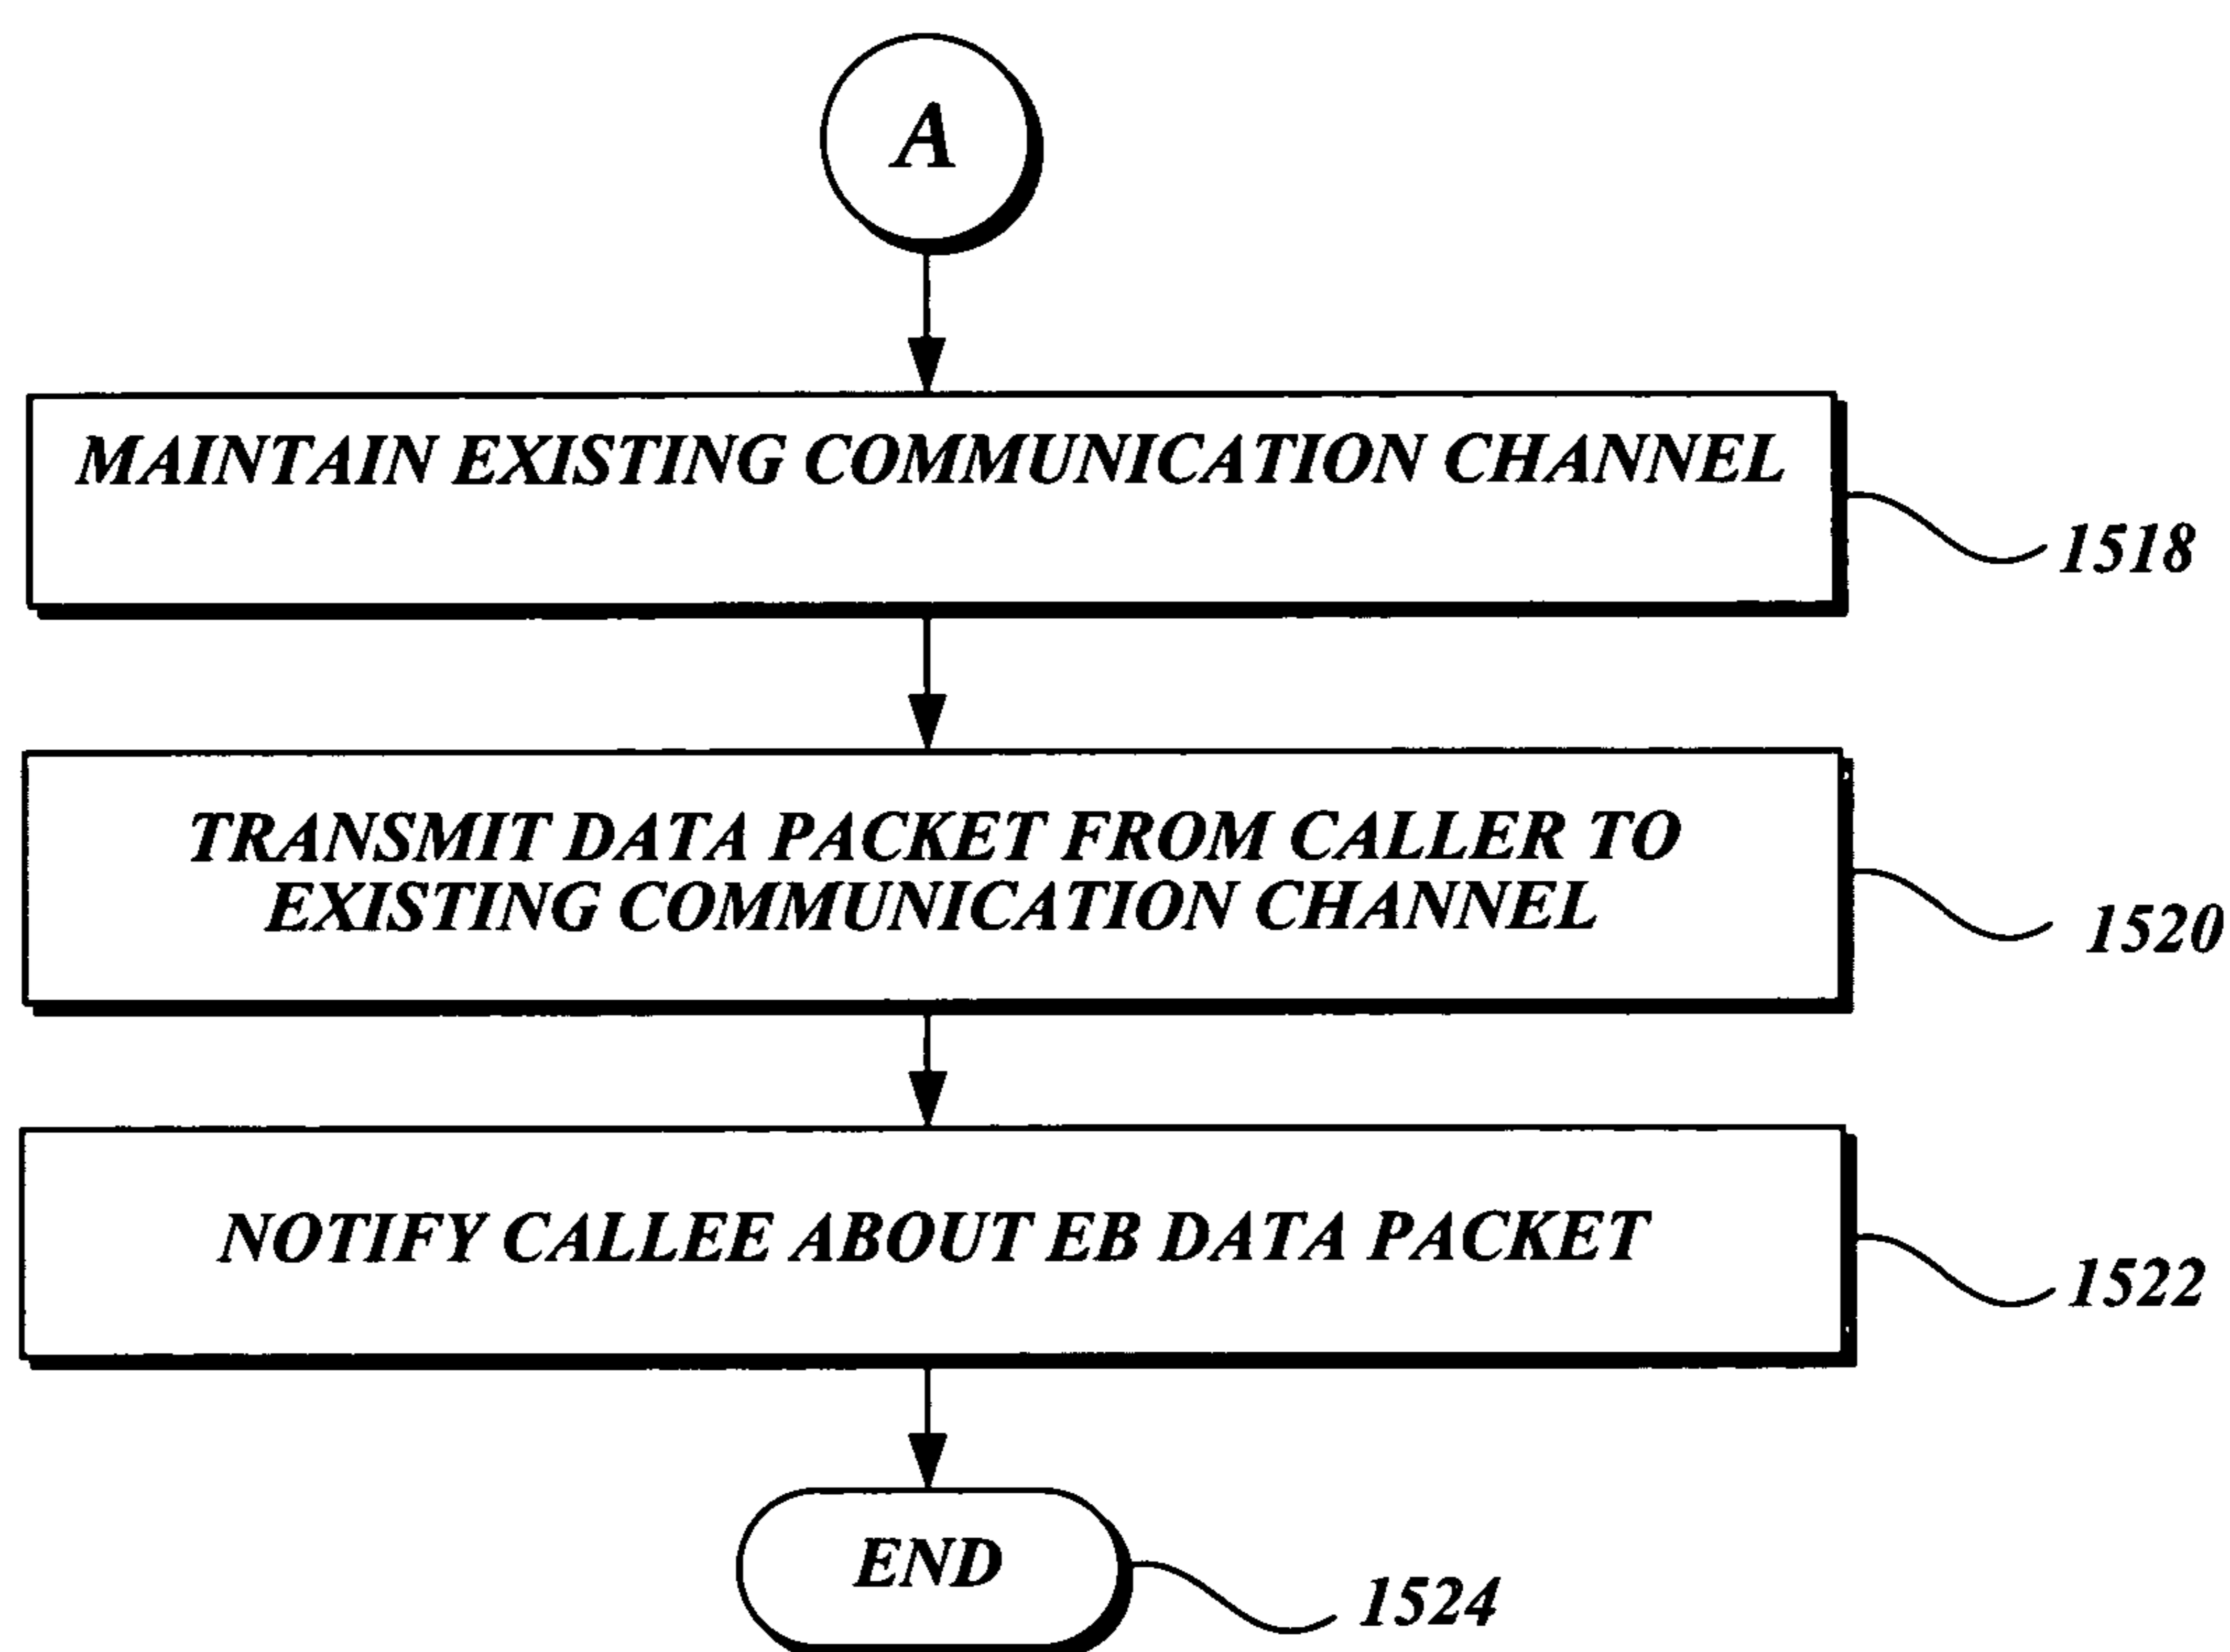 A
MAINTAIN EXISTING COMMUNICATION CHANNEL
1518
TRANSMIT DATA PACKET FROM CALLER TO
EXISTING COMMUNICATION CHANNEL
1520
NOTIFY CALLEE ABOUT EB DATA PACKET
1522
END
1524